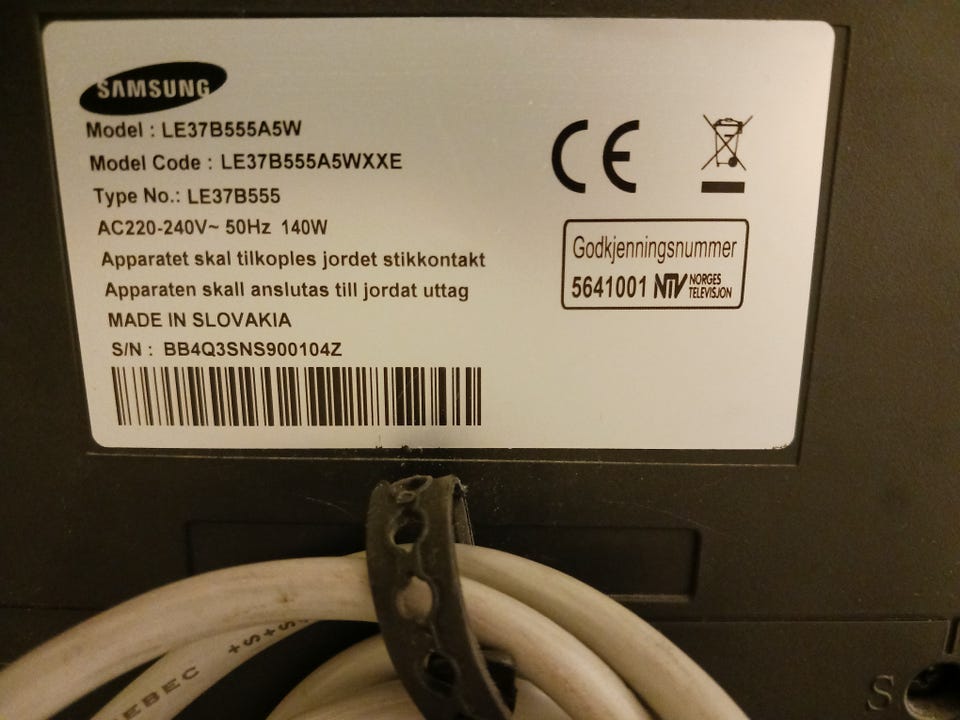 SAMSUNG
Model : LE37B555A5W
Model Code : LE37B555A5WXXE
Type No.: LE37B555
AC220-240V~ 50Hz 140W
Apparatet skal tilkoples jordet stikkontakt
Apparaten skall anslutas till jordat uttag
MADE IN SLOVAKIA
S/N : BB4Q3SNS900104Z
CE
Godkjenningsnummer
5641001 NTV NORGES
TELEVISJON
+S+S
EBEC
S